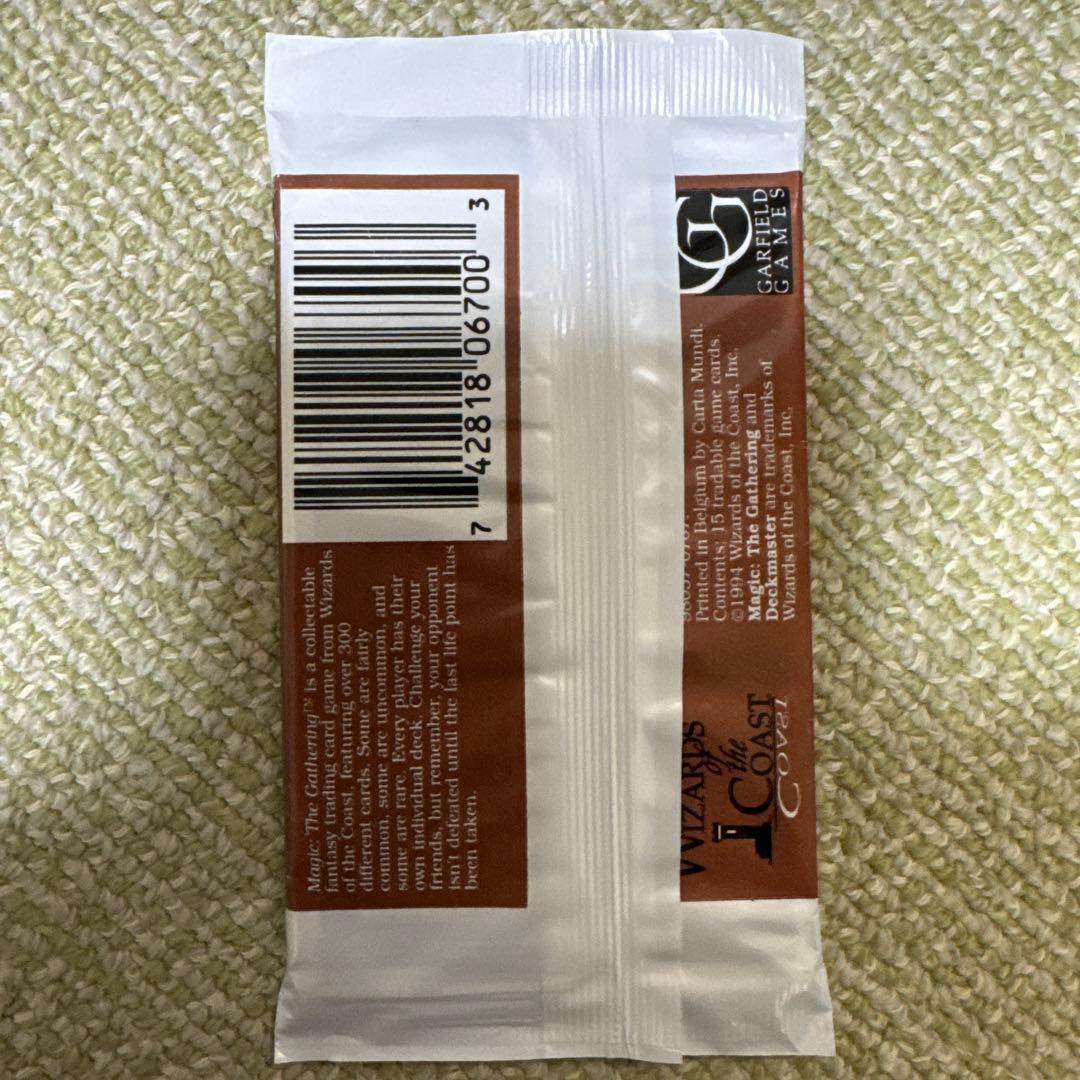 7 42818 06700 3
Magic: The Gathering™ is a collectable
fantasy trading card game from Wizards
of the Coast, featuring over 300
different cards. Some are fairly
common, some are uncommon, and
some are rare. Every player has their
own individual deck. Challenge your
friends, but remember, your opponent
isn't defeated until the last life point has
been taken.
GG
GARFIELD
GAMES
Printed in Belgium by Carta Mundi.
Contents: 15 tradable game cards.
©1994 Wizards of the Coast, Inc.
Magic: The Gathering and
Deckmaster are trademarks of
Wizards of the Coast, Inc.
WIZARDS
of the
COAST